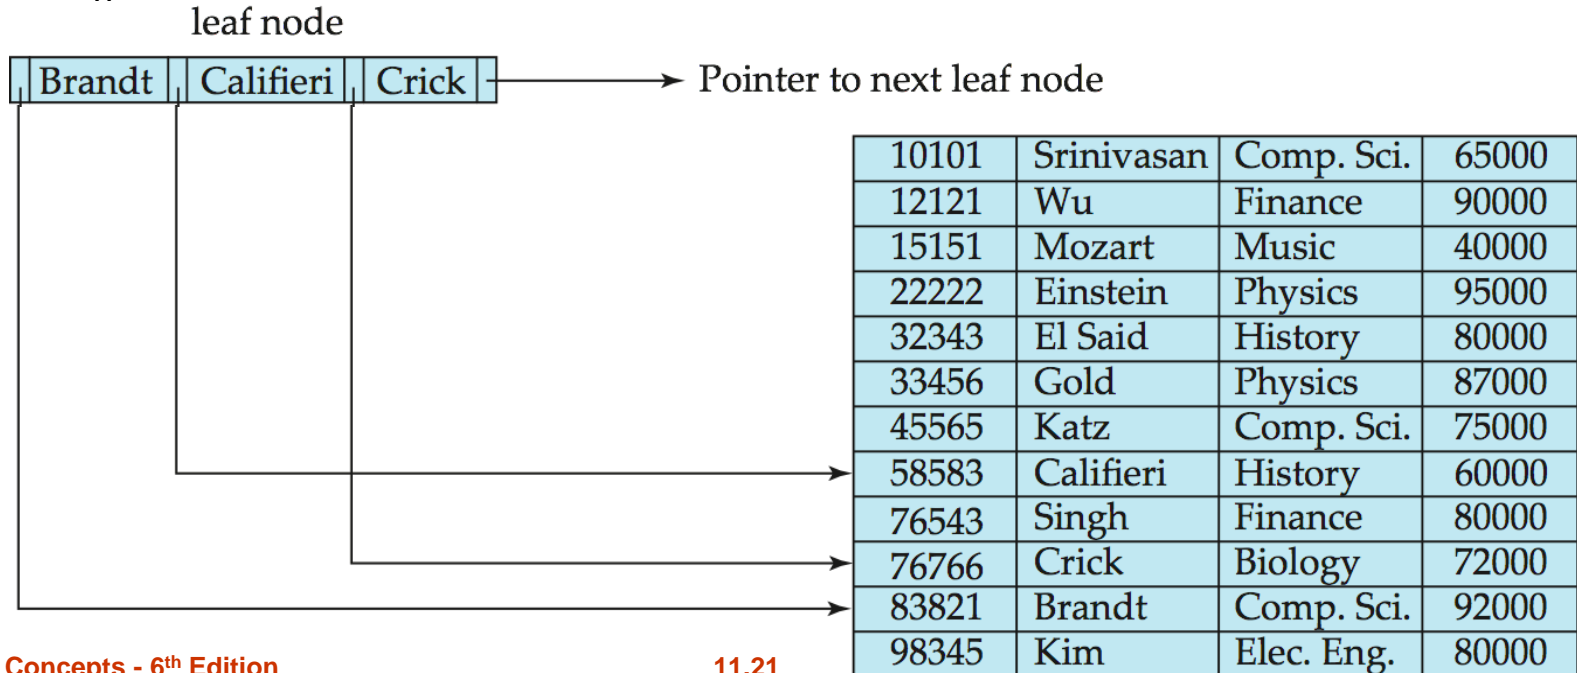 leaf node
Brandt Califieri Crick
Pointer to next leaf node
10101 Srinivasan Comp. Sci. 65000
12121 Wu Finance 90000
15151 Mozart Music 40000
22222 Einstein Physics 95000
32343 El Said History 80000
33456 Gold Physics 87000
45565 Katz Comp. Sci. 75000
58583 Califieri History 60000
76543 Singh Finance 80000
76766 Crick Biology 72000
83821 Brandt Comp. Sci. 92000
98345 Kim Elec. Eng. 80000
Concepts - 6th Edition 11.21